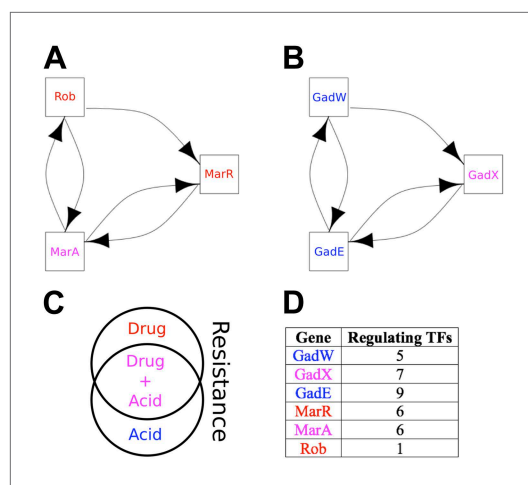 A
Rob
MarR
MarA
B
GadW
GadX
GadE
C
Drug
Drug
+
Acid
Acid
Resistance
D
Gene Regulating TFs
GadW 5
GadX 7
GadE 9
MarR 6
MarA 6
Rob 1